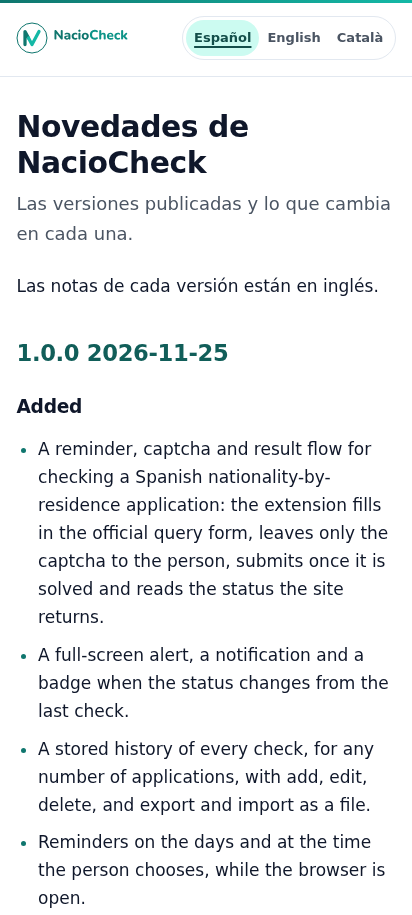 NacioCheck
Español English Català
Novedades de
NacioCheck
Las versiones publicadas y lo que cambia
en cada una.
Las notas de cada versión están en inglés.
1.0.0 2026-11-25
Added
A reminder, captcha and result flow for
checking a Spanish nationality-by-
residence application: the extension fills
in the official query form, leaves only the
captcha to the person, submits once it is
solved and reads the status the site
returns.
A full-screen alert, a notification and a
badge when the status changes from the
last check.
A stored history of every check, for any
number of applications, with add, edit,
delete, and export and import as a file.
Reminders on the days and at the time
the person chooses, while the browser is
open.